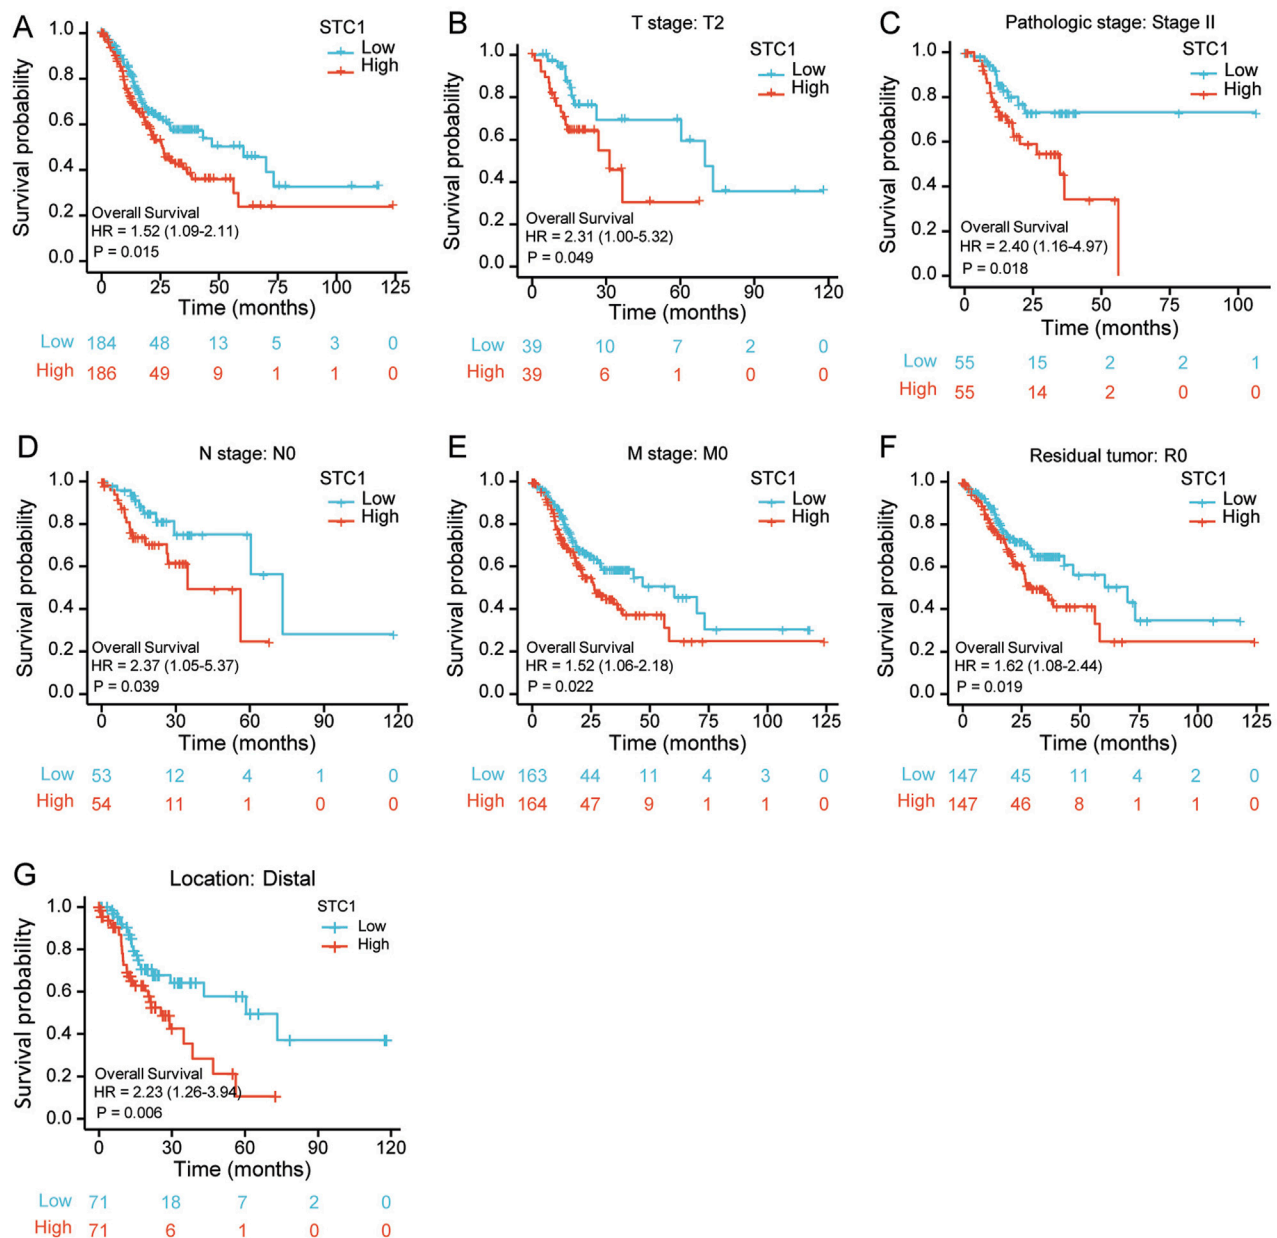 A
STC1
Low
High
Survival probability
1.0
0.8
0.6
0.4
0.2
0.0
Overall Survival
HR = 1.52 (1.09-2.11)
P = 0.015
0 25 50 75 100 125
Time (months)
Low 184 48 13 5 3 0
High 186 49 9 1 1 0
B
T stage: T2
STC1
Low
High
Survival probability
1.0
0.8
0.6
0.4
0.2
0.0
Overall Survival
HR = 2.31 (1.00-5.32)
P = 0.049
0 30 60 90 120
Time (months)
Low 39 10 7 2 0
High 39 6 1 0 0
C
Pathologic stage: Stage II
STC1
Low
High
Survival probability
1.0
0.8
0.6
0.4
0.2
0.0
Overall Survival
HR = 2.40 (1.16-4.97)
P = 0.018
0 25 50 75 100
Time (months)
Low 55 15 2 2 1
High 55 14 2 0 0
D
N stage: N0
STC1
Low
High
Survival probability
1.0
0.8
0.6
0.4
0.2
0.0
Overall Survival
HR = 2.37 (1.05-5.37)
P = 0.039
0 30 60 90 120
Time (months)
Low 53 12 4 1 0
High 54 11 1 0 0
E
M stage: M0
STC1
Low
High
Survival probability
1.0
0.8
0.6
0.4
0.2
0.0
Overall Survival
HR = 1.52 (1.06-2.18)
P = 0.022
0 25 50 75 100 125
Time (months)
Low 163 44 11 4 3 0
High 164 47 9 1 1 0
F
Residual tumor: R0
STC1
Low
High
Survival probability
1.0
0.8
0.6
0.4
0.2
0.0
Overall Survival
HR = 1.62 (1.08-2.44)
P = 0.019
0 25 50 75 100 125
Time (months)
Low 147 45 11 4 2 0
High 147 46 8 1 1 0
G
Location: Distal
STC1
Low
High
Survival probability
1.0
0.8
0.6
0.4
0.2
0.0
Overall Survival
HR = 2.23 (1.26-3.94)
P = 0.006
0 30 60 90 120
Time (months)
Low 71 18 7 2 0
High 71 6 1 0 0